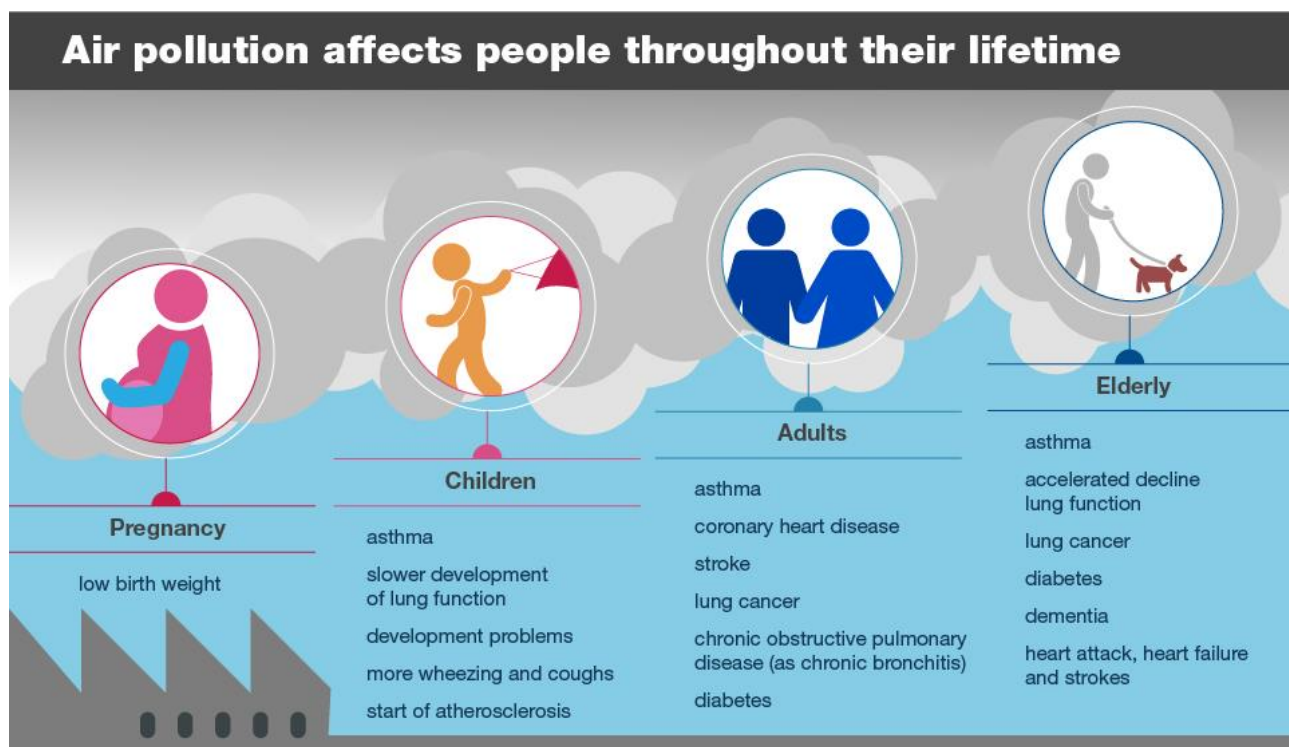 Air pollution affects people throughout their lifetime
Pregnancy
low birth weight
Children
asthma
slower development
of lung function
development problems
more wheezing and coughs
start of atherosclerosis
Adults
asthma
coronary heart disease
stroke
lung cancer
chronic obstructive pulmonary
disease (as chronic bronchitis)
diabetes
Elderly
asthma
accelerated decline
lung function
lung cancer
diabetes
dementia
heart attack, heart failure
and strokes